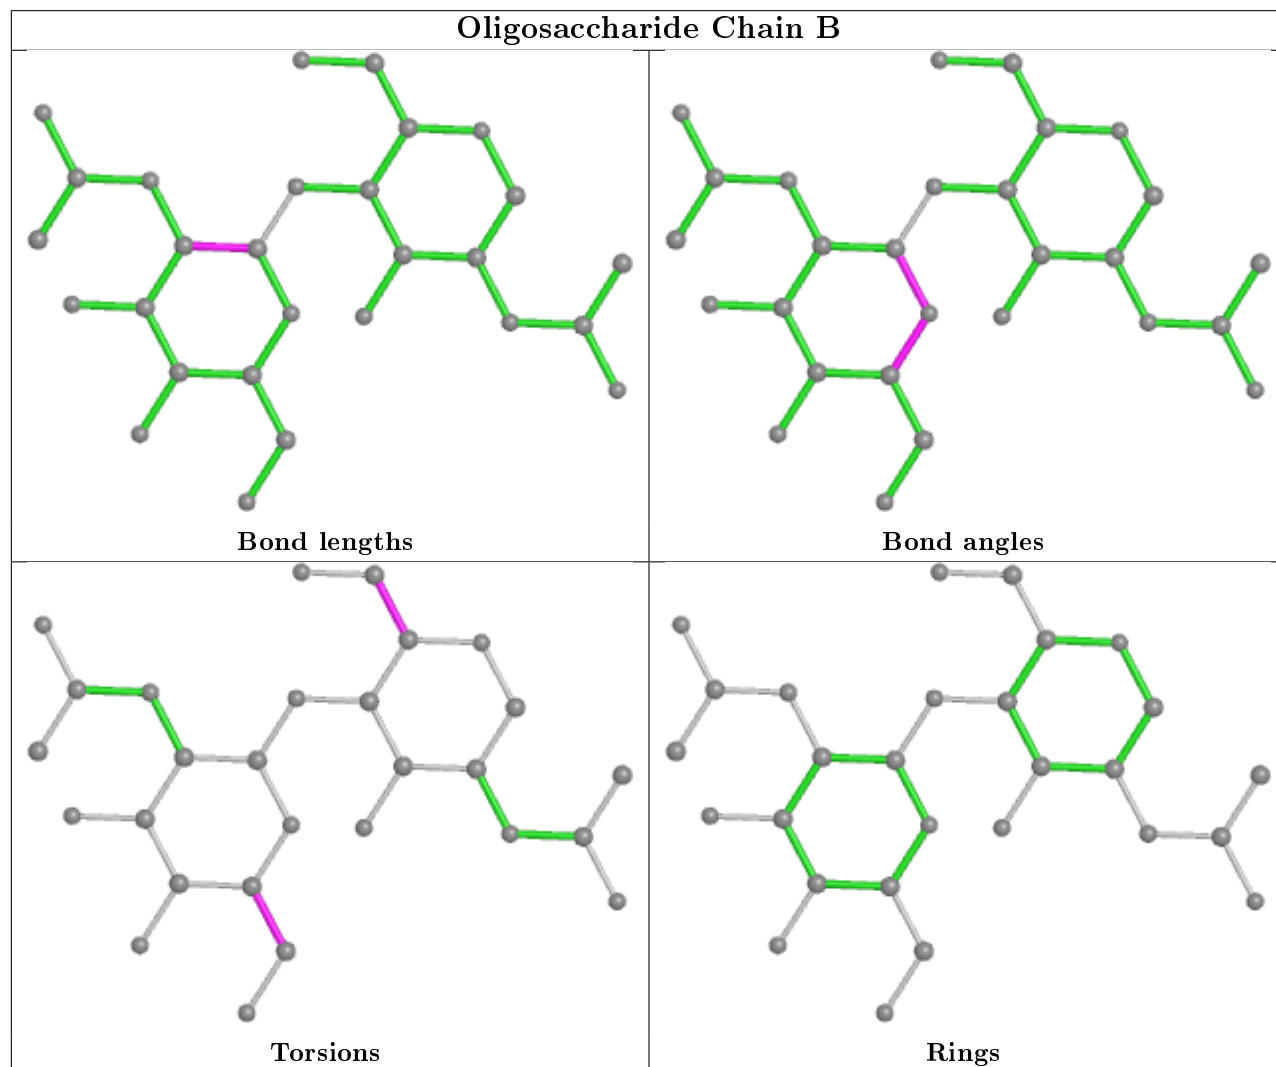 Oligosaccharide Chain B
Bond lengths
Bond angles
Torsions
Rings